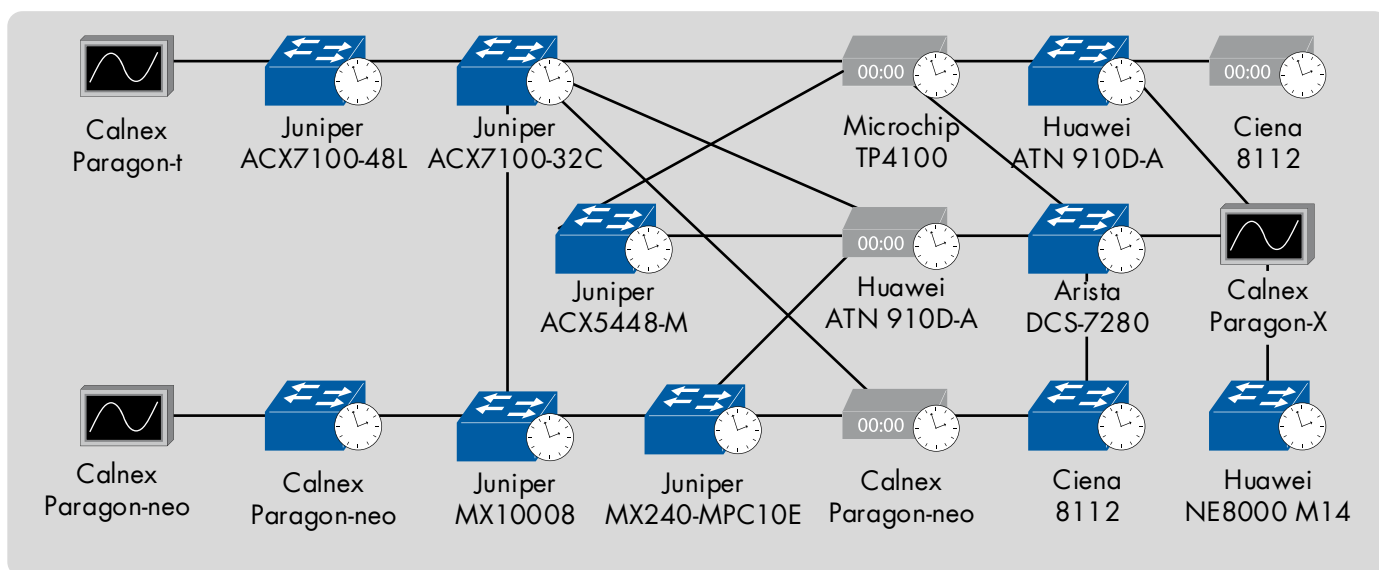 00:00
00:00
Calnex
Paragon-t
Juniper
ACX7100-48L
Juniper
ACX7100-32C
Microchip
TP4100
Huawei
ATN 910D-A
Ciena
8112
00:00
Juniper
ACX5448-M
Huawei
ATN 910D-A
Arista
DCS-7280
Calnex
Paragon-X
00:00
Calnex
Paragon-neo
Calnex
Paragon-neo
Juniper
MX10008
Juniper
MX240-MPC10E
Calnex
Paragon-neo
Ciena
8112
Huawei
NE8000 M14